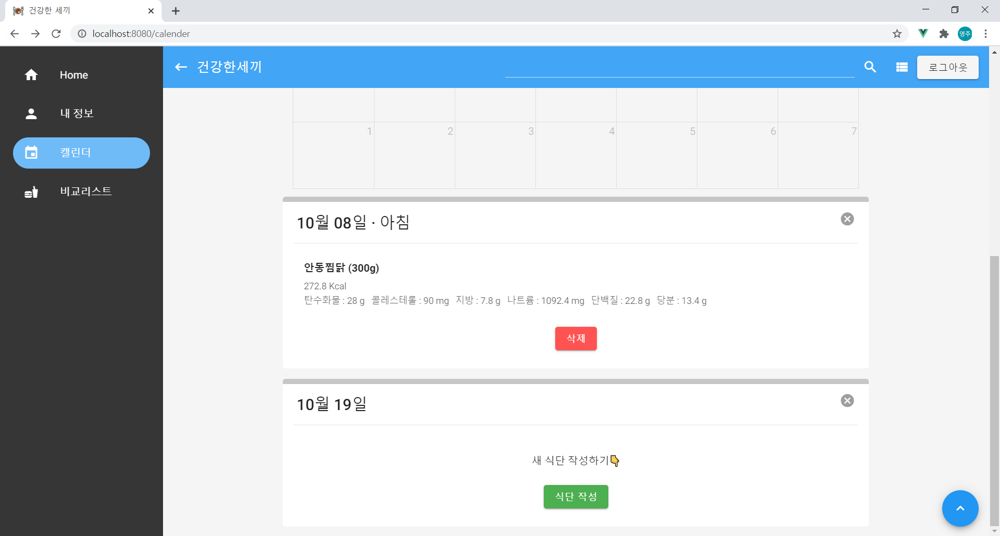 건강한 세끼
localhost:8080/calender
영주
Home
내 정보
캘린더
비교리스트
건강한세끼
로그아웃
1 2 3 4 5 6 7
10월 08일 · 아침
안동찜닭 (300g)
272.8 Kcal
탄수화물 : 28 g 콜레스테롤 : 90 mg 지방 : 7.8 g 나트륨 : 1092.4 mg 단백질 : 22.8 g 당분 : 13.4 g
삭제
10월 19일
새 식단 작성하기👇
식단 작성